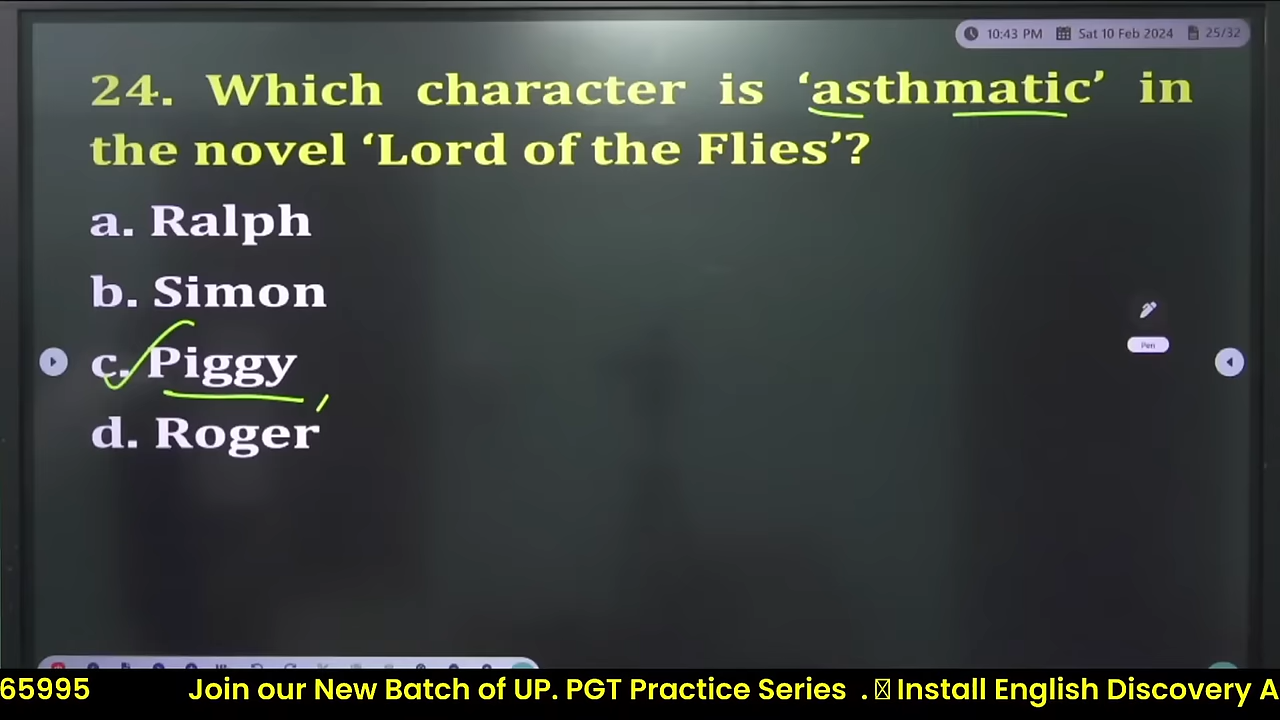 10:43 PM Sat 10 Feb 2024 25/32
24. Which character is ‘asthmatic’ in
the novel ‘Lord of the Flies’?
a. Ralph
b. Simon
c. Piggy
d. Roger
Pen
65995 Join our New Batch of UP. PGT Practice Series . Install English Discovery A